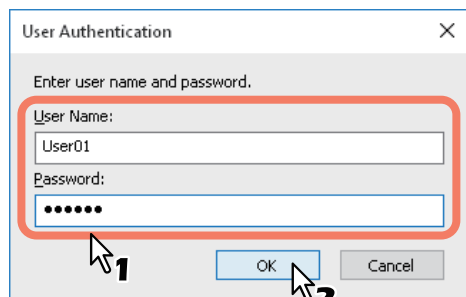 User Authentication
Enter user name and password.
User Name:
User01
Password:
••••••
1
OK
Cancel
2